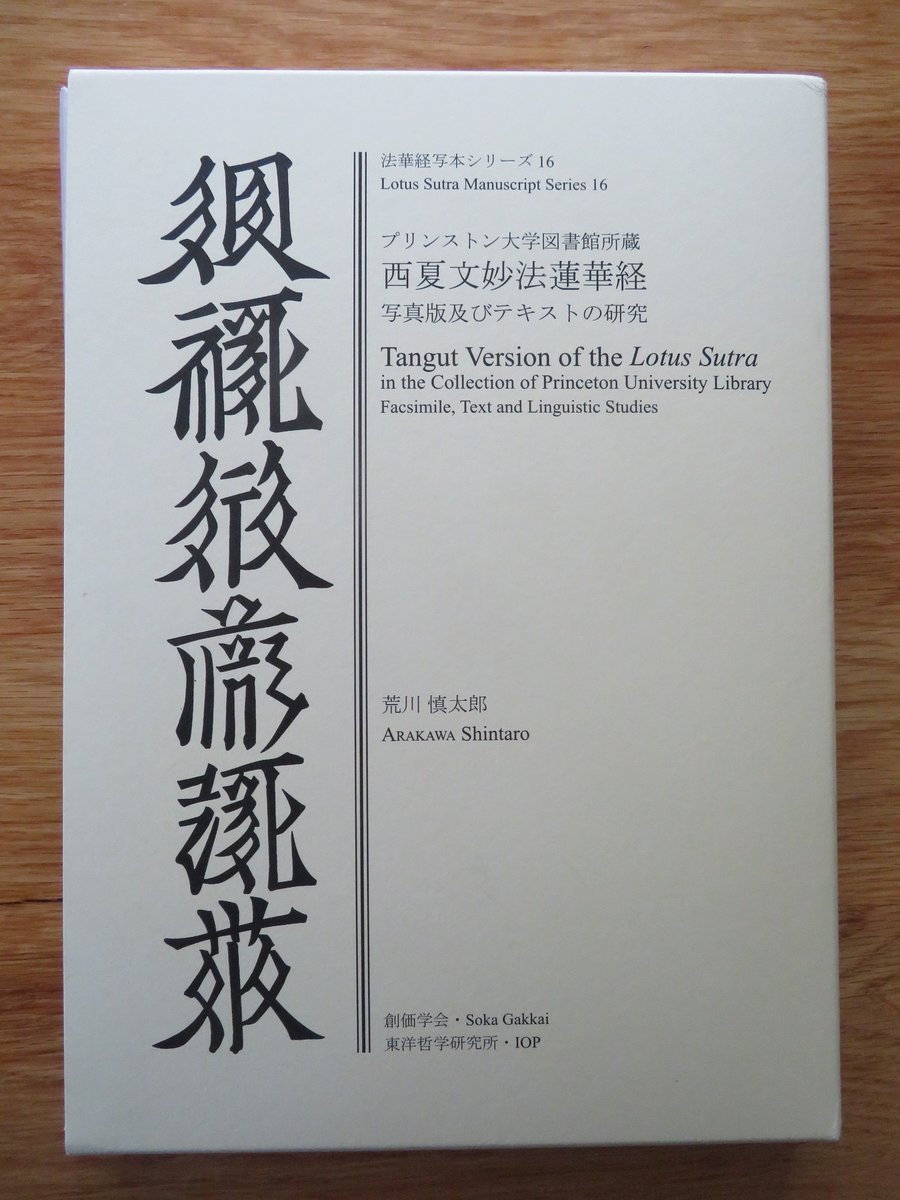 法華経写本シリーズ 16
Lotus Sutra Manuscript Series 16
プリンストン大学図書館所蔵
西夏文妙法蓮華経
写真版及びテキストの研究
Tangut Version of the Lotus Sutra
in the Collection of Princeton University Library
Facsimile, Text and Linguistic Studies
荒川 慎太郎
ARAKAWA Shintaro
創価学会・Soka Gakkai
東洋哲学研究所・IOP